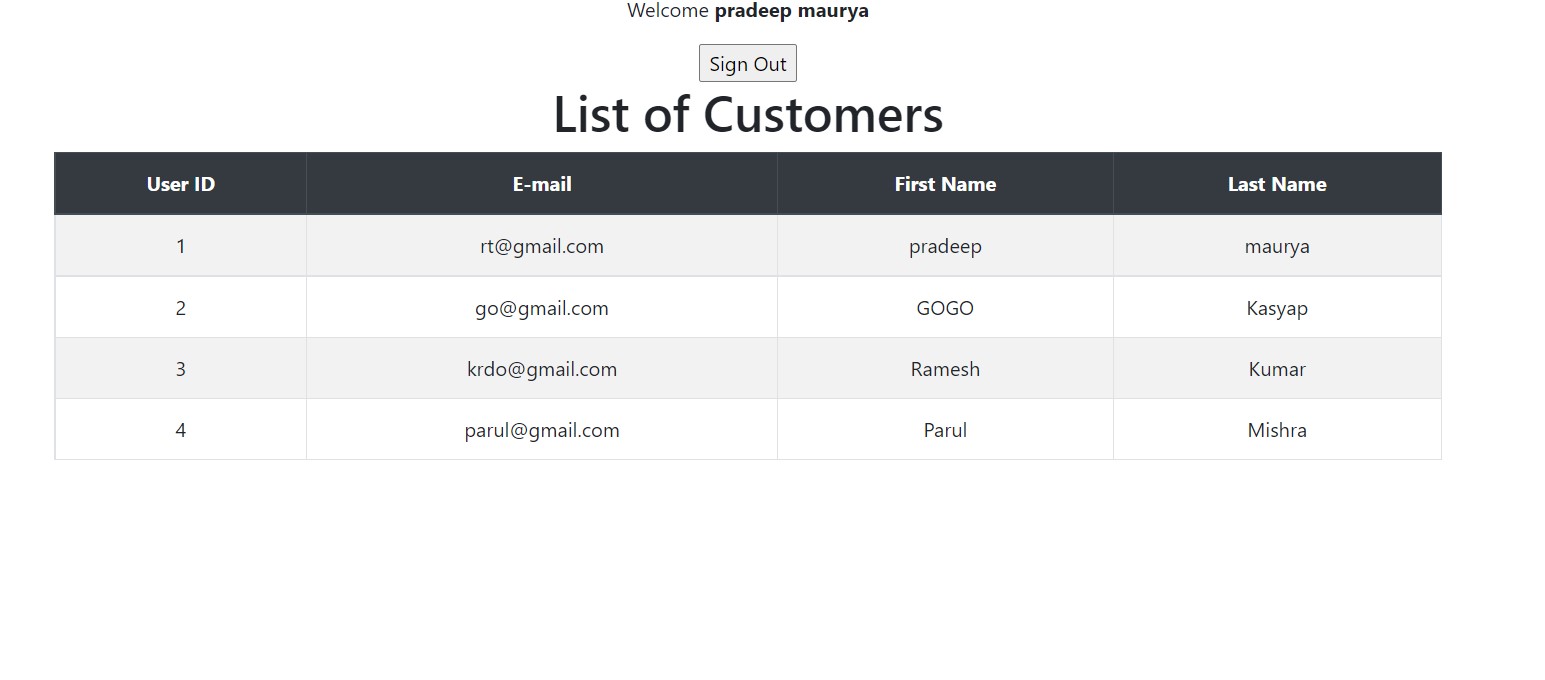 Welcome pradeep maurya
Sign Out
List of Customers
User ID E-mail First Name Last Name
1 rt@gmail.com pradeep maurya
2 go@gmail.com GOGO Kasyap
3 krdo@gmail.com Ramesh Kumar
4 parul@gmail.com Parul Mishra